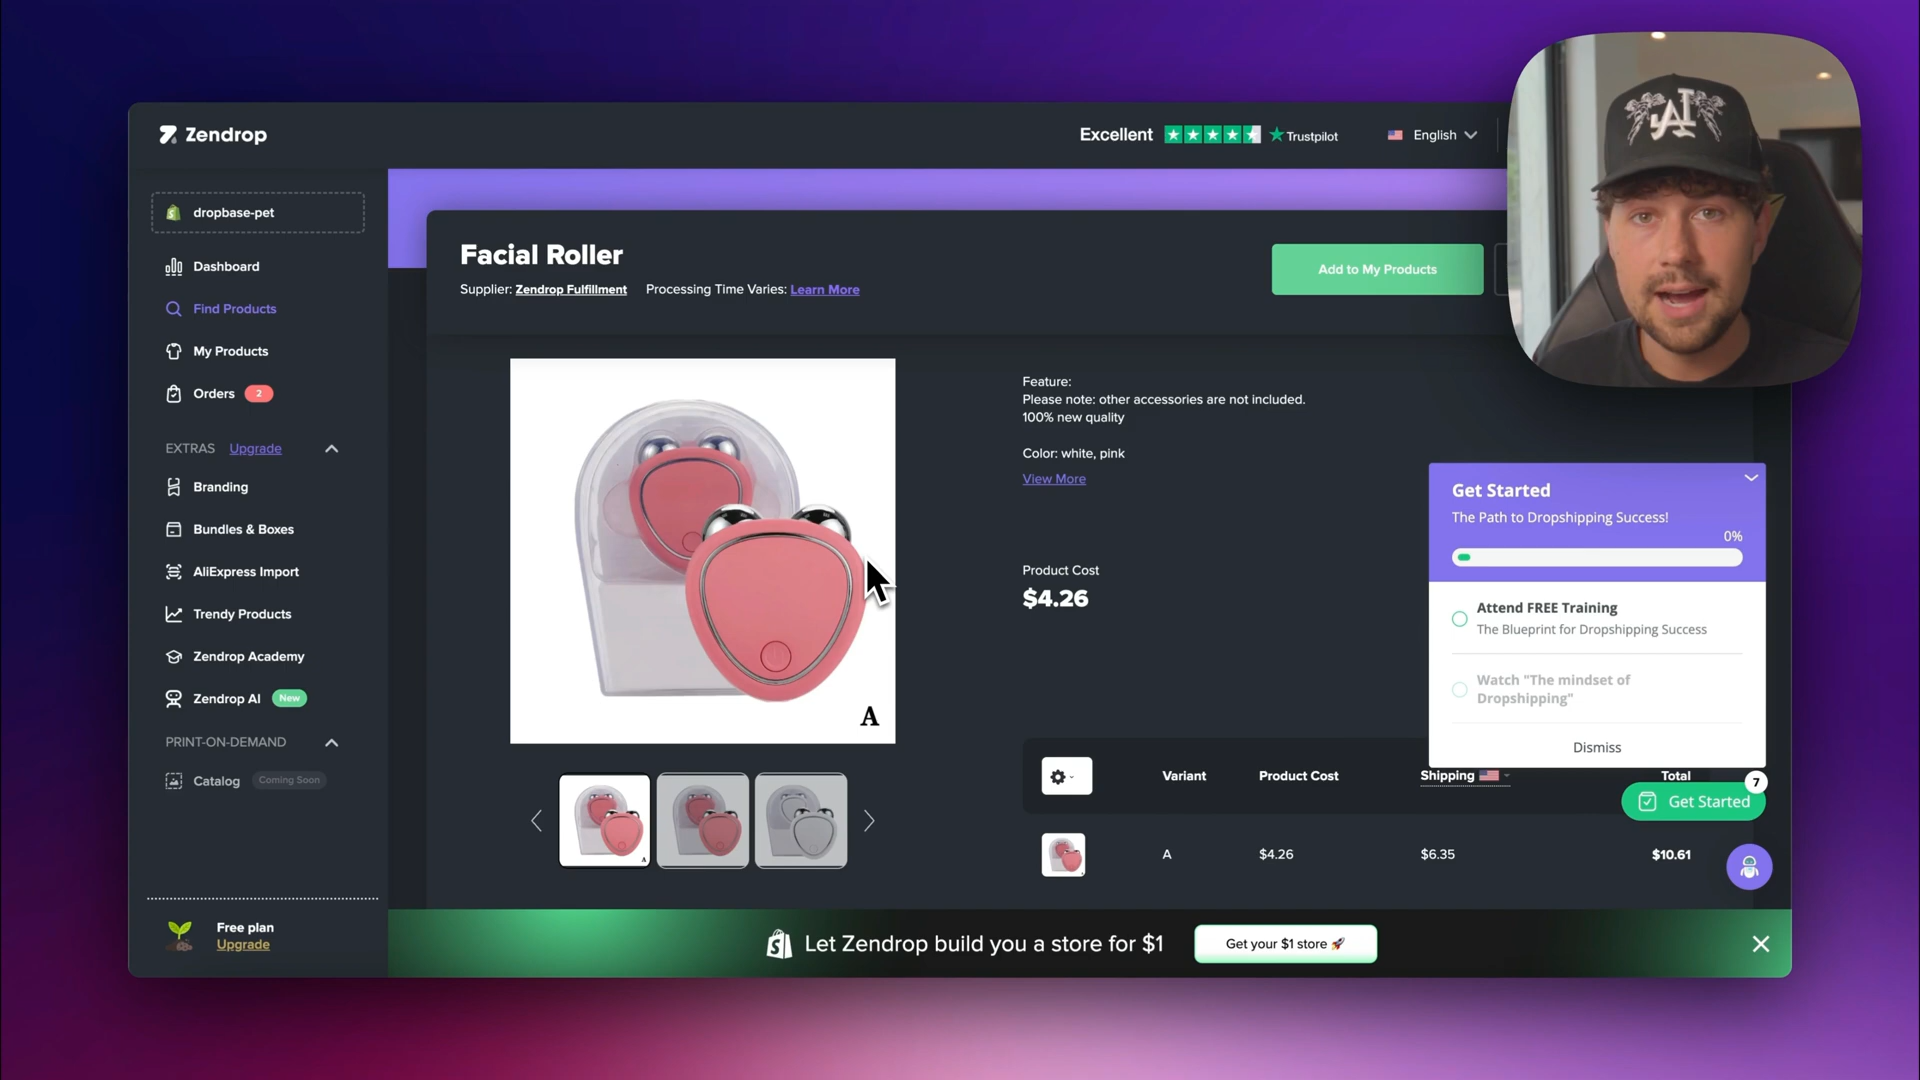 Zendrop
Excellent
Trustpilot
English
dropbase-pet
Dashboard
Find Products
My Products
Orders 2
EXTRAS Upgrade
Branding
Bundles & Boxes
AliExpress Import
Trendy Products
Zendrop Academy
Zendrop AI New
PRINT-ON-DEMAND
Catalog Coming Soon
Free plan
Upgrade
Facial Roller
Supplier: Zendrop Fulfillment Processing Time Varies: Learn More
Add to My Products
A
Feature:
Please note: other accessories are not included.
100% new quality
Color: white, pink
View More
Product Cost
$4.26
Get Started
The Path to Dropshipping Success!
0%
Attend FREE Training
The Blueprint for Dropshipping Success
Watch "The mindset of
Dropshipping"
Dismiss
Variant Product Cost Shipping Total
7
Get Started
A $4.26 $6.35 $10.61
Let Zendrop build you a store for $1
Get your $1 store 🚀
AI